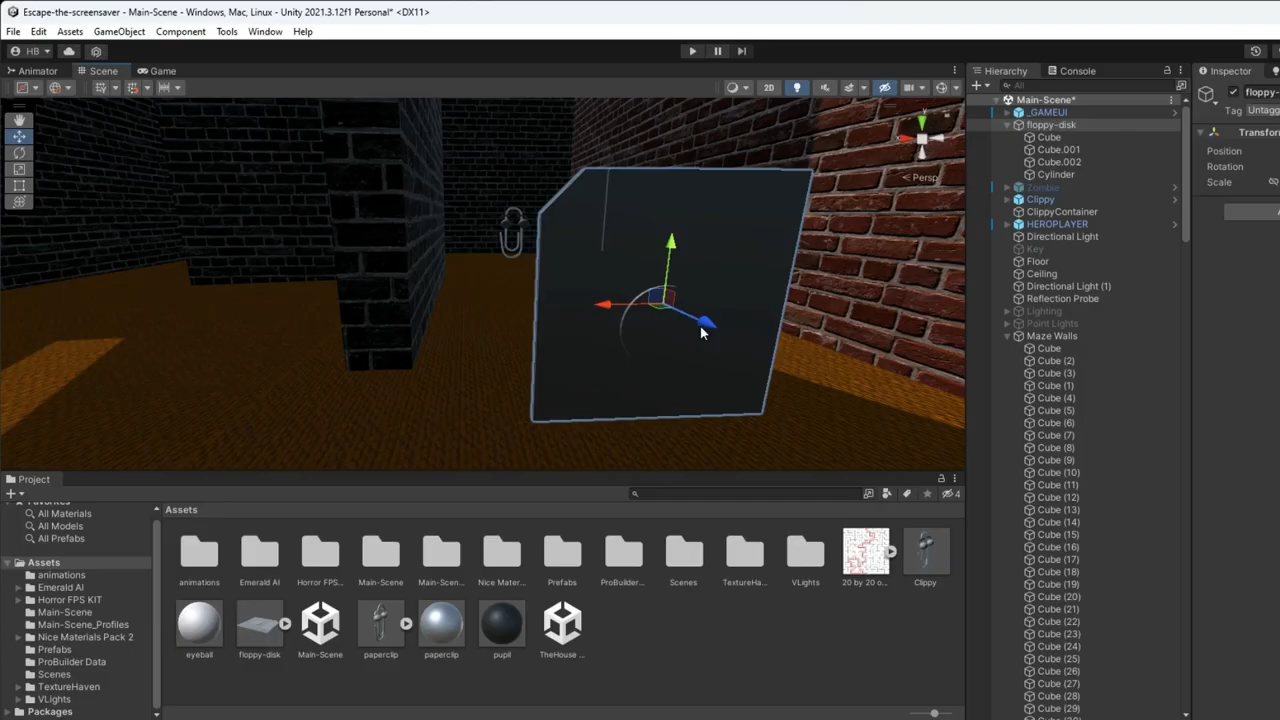 Escape-the-screensaver - Main-Scene - Windows, Mac, Linux - Unity 2021.3.12f1 Personal* <DX11>
File Edit Assets GameObject Component Tools Window Help
HB
Animator Scene Game
2D
y
< Persp
Hierarchy Console
All
Main-Scene*
_GAMEUI
floppy-disk
Cube
Cube.001
Cube.002
Cylinder
Zombie
Clippy
ClippyContainer
HEROPLAYER
Directional Light
Key
Floor
Ceiling
Directional Light (1)
Reflection Probe
Lighting
Point Lights
Maze Walls
Cube
Cube (2)
Cube (3)
Cube (1)
Cube (4)
Cube (5)
Cube (6)
Cube (7)
Cube (8)
Cube (9)
Cube (10)
Cube (11)
Cube (12)
Cube (13)
Cube (14)
Cube (15)
Cube (16)
Cube (17)
Cube (18)
Cube (19)
Cube (20)
Cube (21)
Cube (22)
Cube (23)
Cube (24)
Cube (25)
Cube (26)
Cube (27)
Cube (28)
Cube (29)
Inspector
floppy-
Tag Untagg
Transform
Position
Rotation
Scale
Project
4
Favorites
All Materials
All Models
All Prefabs
Assets
animations
Emerald AI
Horror FPS KIT
Main-Scene
Main-Scene_Profiles
Nice Materials Pack 2
Prefabs
ProBuilder Data
Scenes
TextureHaven
VLights
Packages
Assets
animations Emerald AI Horror FPS... Main-Scene Main-Scen... Nice Mater... Prefabs ProBuilder... Scenes TextureHa... VLights 20 by 20 o... Clippy
eyeball floppy-disk Main-Scene paperclip paperclip pupil TheHouse ...